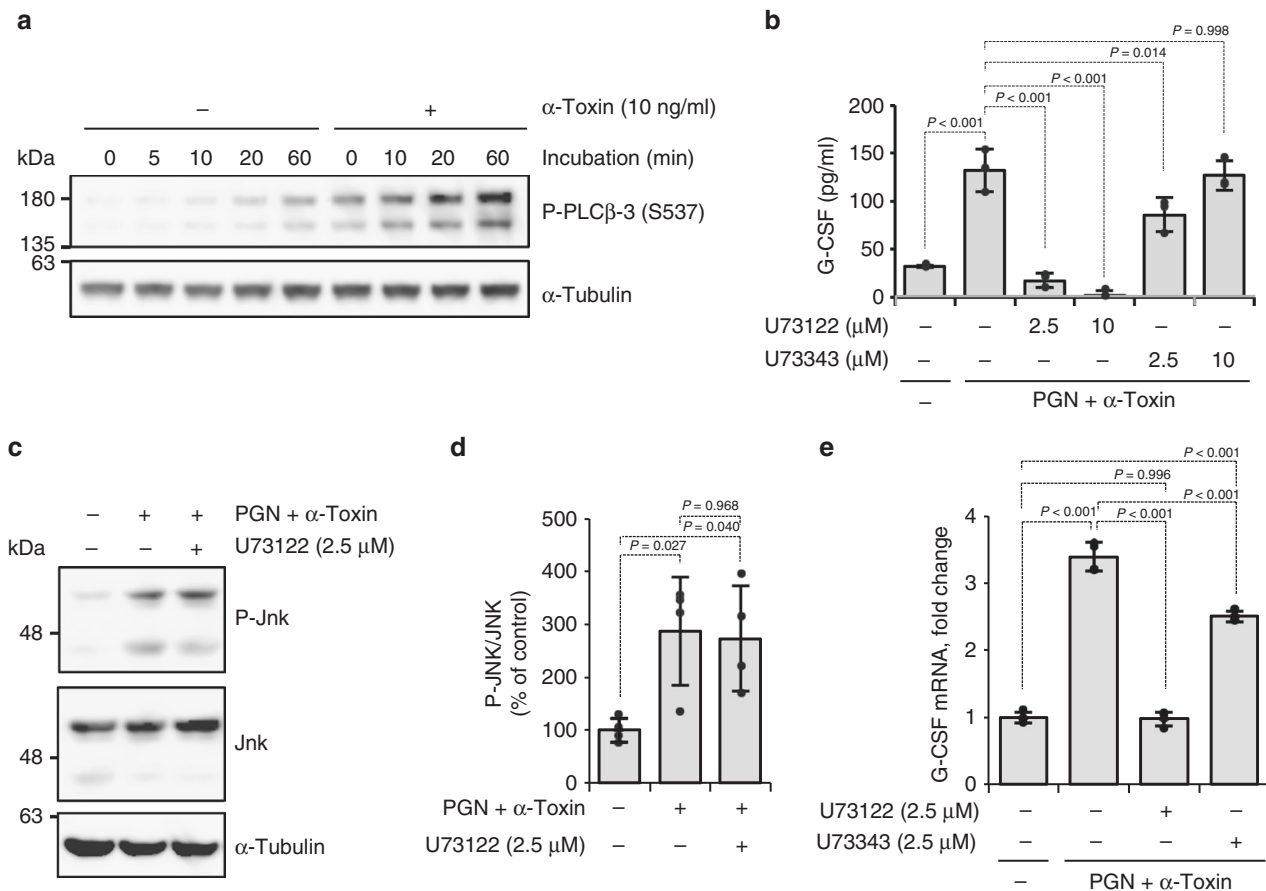 a
– + α-Toxin (10 ng/ml)
kDa 0 5 10 20 60 0 10 20 60 Incubation (min)
180
P-PLCβ-3 (S537)
135
63
α-Tubulin
b
P = 0.998
P = 0.014
P < 0.001
P < 0.001
P < 0.001
G-CSF (pg/ml)
200
150
100
50
0
U73122 (μM) – – 2.5 10 – –
U73343 (μM) – – – – 2.5 10
– PGN + α-Toxin
c
– + + PGN + α-Toxin
kDa – – + U73122 (2.5 μM)
P-Jnk
48
Jnk
48
63
α-Tubulin
d
P = 0.968
P = 0.040
P = 0.027
P-JNK/JNK
(% of control)
500
400
300
200
100
0
PGN + α-Toxin – + +
U73122 (2.5 μM) – – +
e
P < 0.001
P = 0.996
P < 0.001
P < 0.001 P < 0.001
G-CSF mRNA, fold change
4
3
2
1
0
U73122 (2.5 μM) – – + –
U73343 (2.5 μM) – – – +
– PGN + α-Toxin